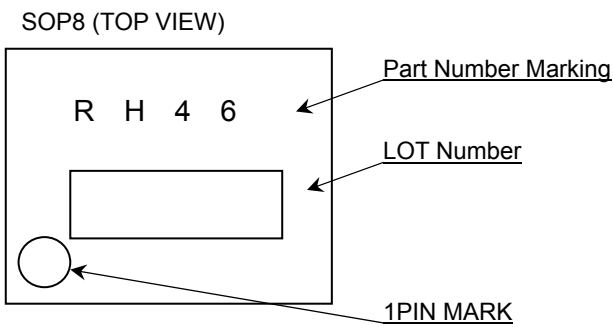 SOP8 (TOP VIEW)
Part Number Marking
R H 4 6
LOT Number
1PIN MARK